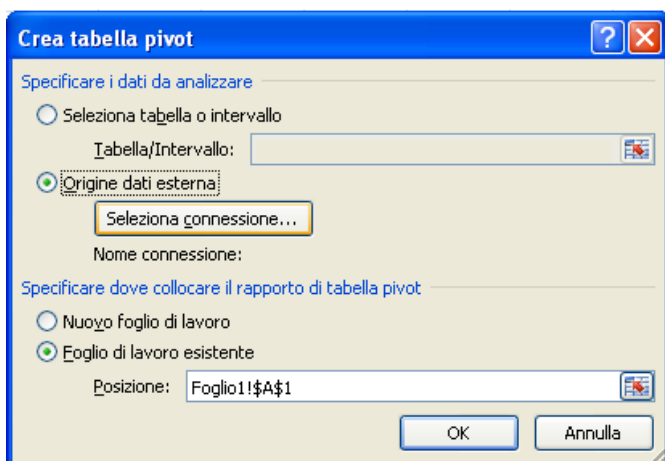 Crea tabella pivot
Specificare i dati da analizzare
Seleziona tabella o intervallo
Tabella/Intervallo:
Origine dati esterna
Seleziona connessione...
Nome connessione:
Specificare dove collocare il rapporto di tabella pivot
Nuovo foglio di lavoro
Foglio di lavoro esistente
Posizione: Foglio1!$A$1
OK Annulla